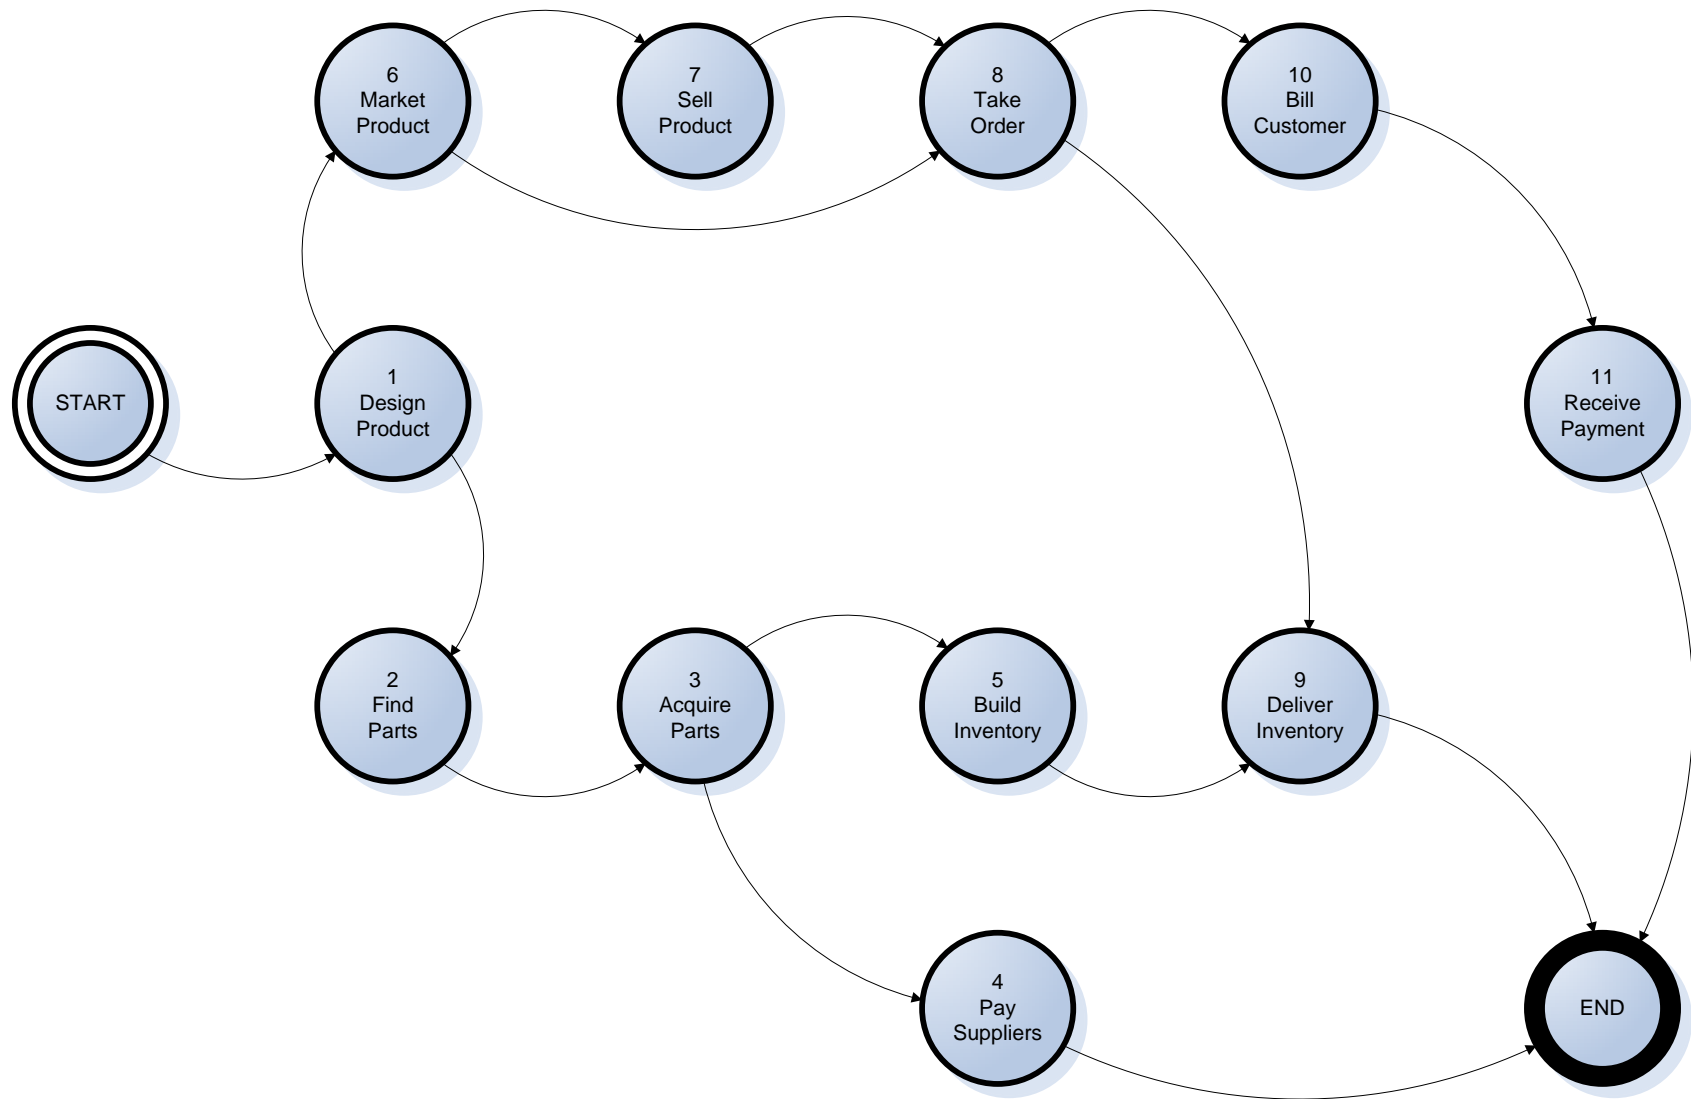 6
Market
Product
7
Sell
Product
8
Take
Order
10
Bill
Customer
START
1
Design
Product
11
Receive
Payment
2
Find
Parts
3
Acquire
Parts
5
Build
Inventory
9
Deliver
Inventory
4
Pay
Suppliers
END